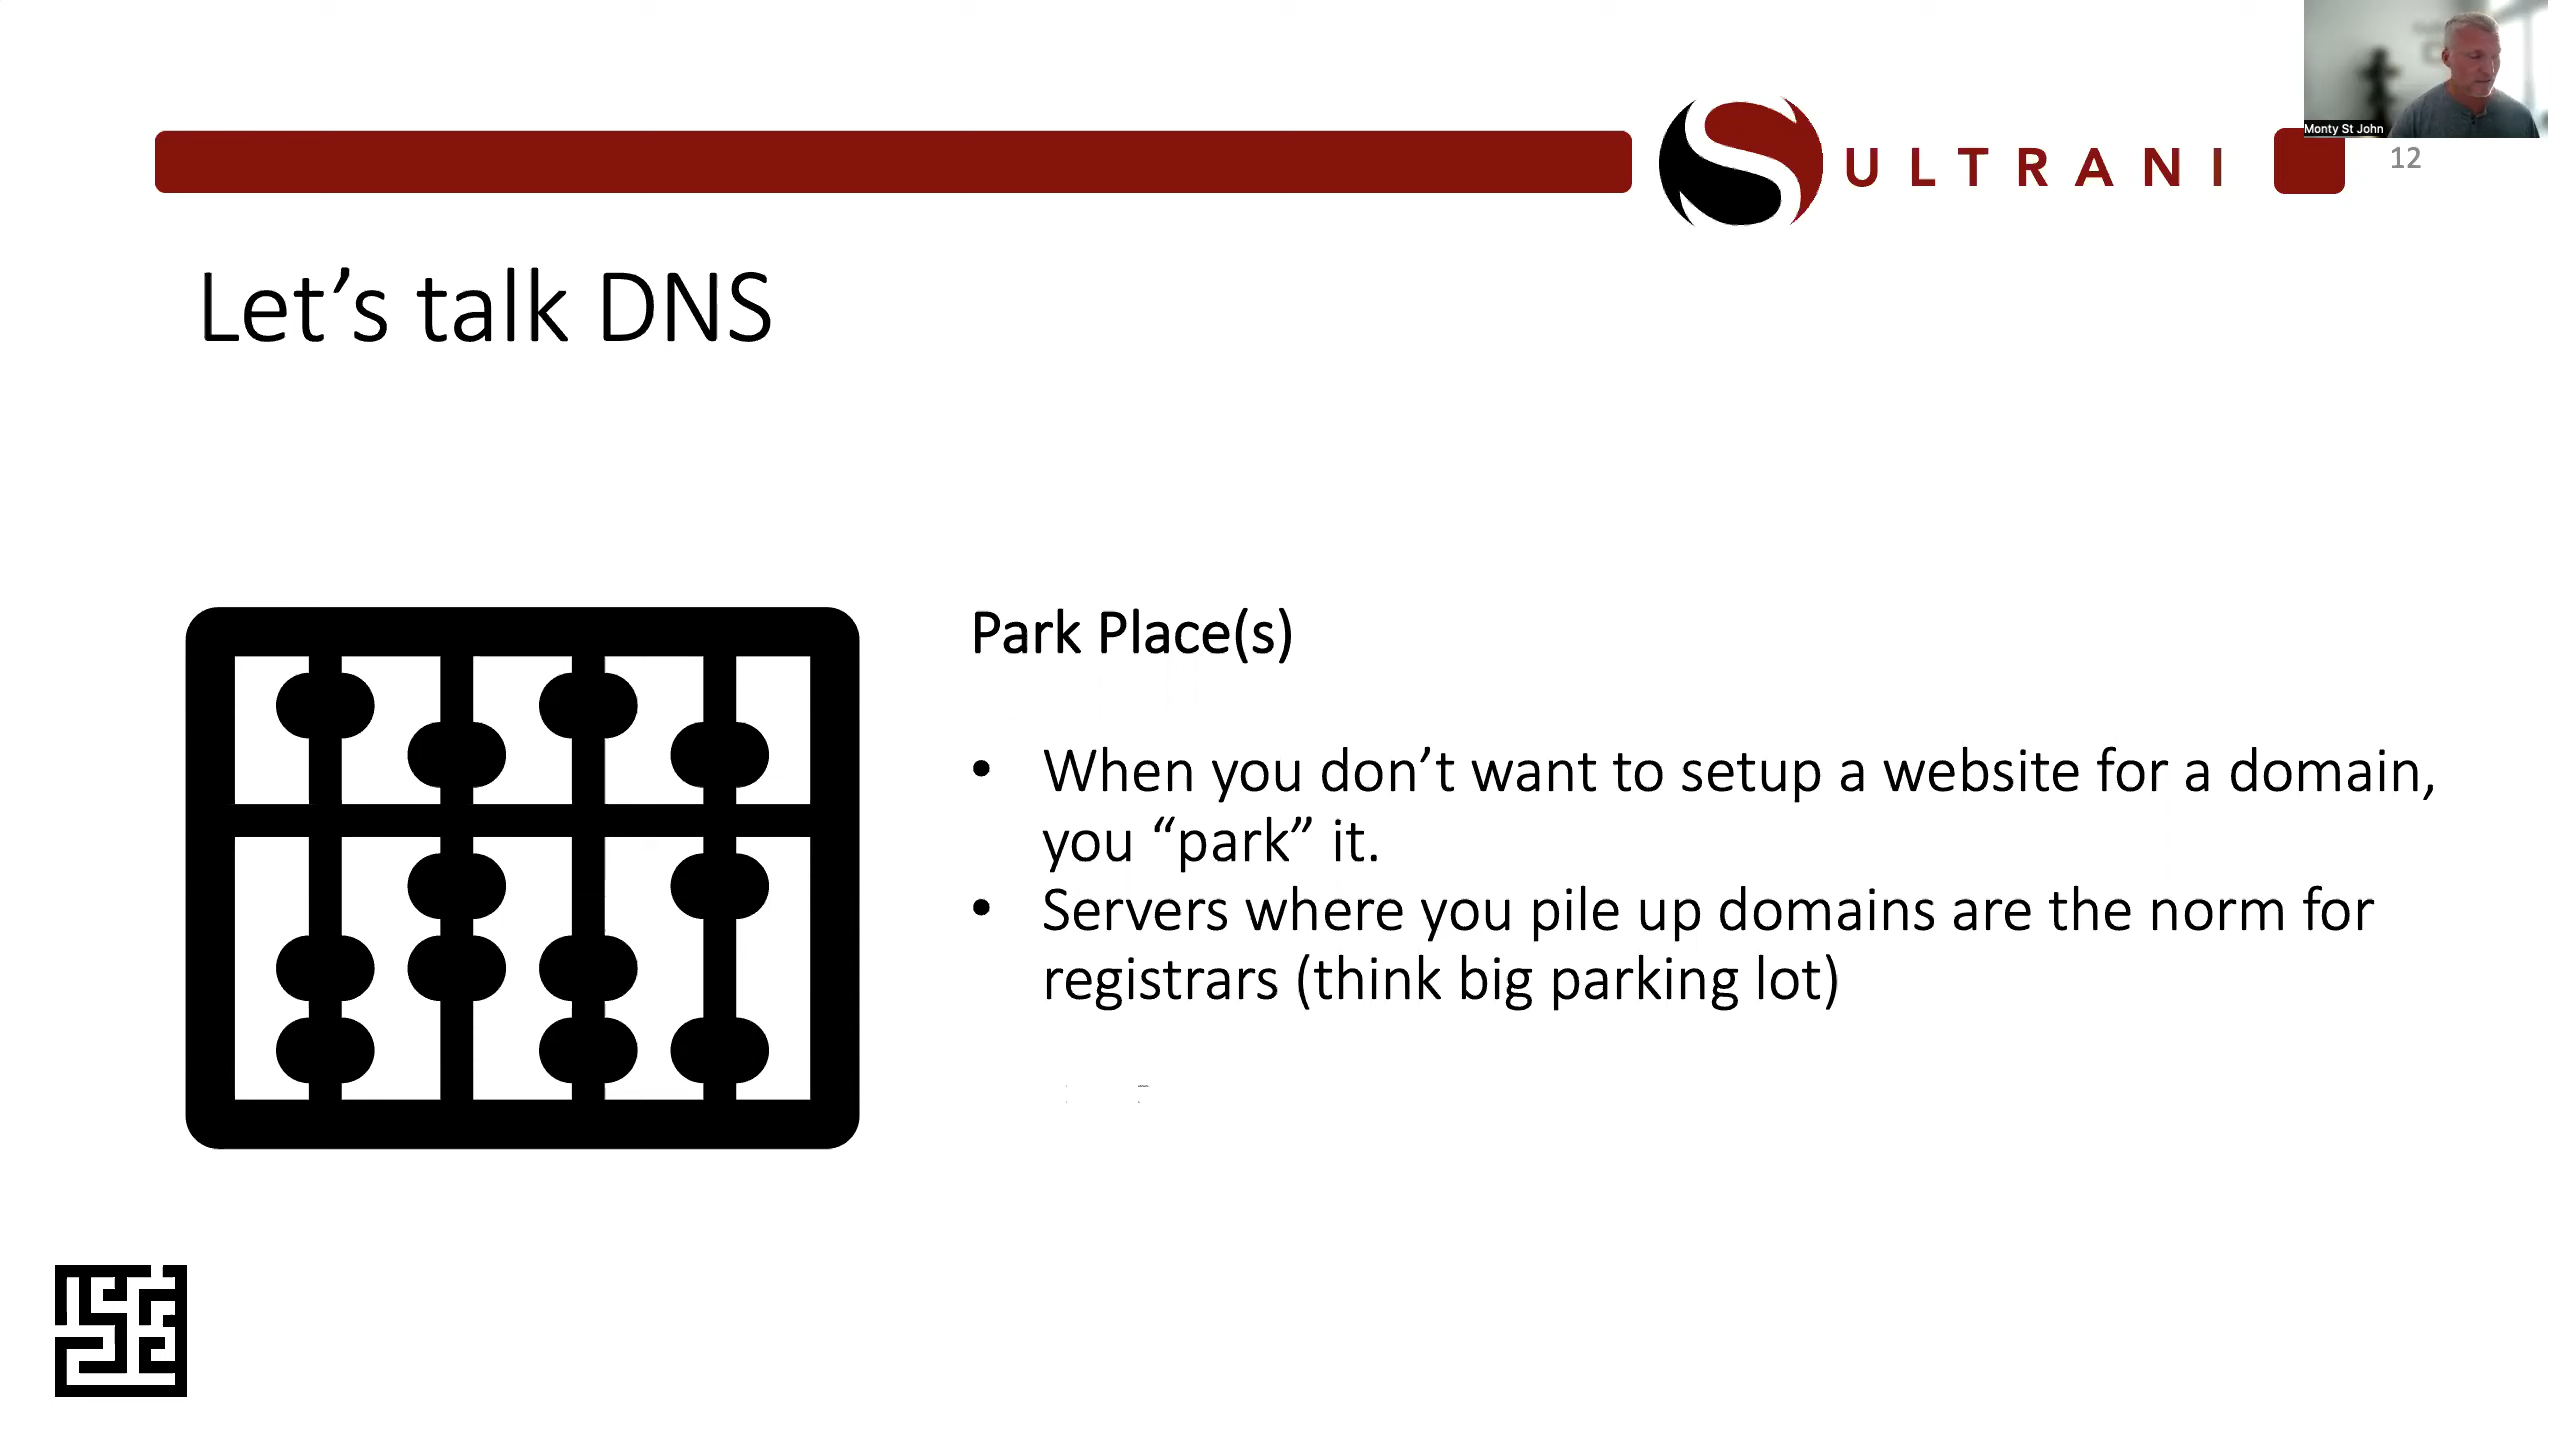 Monty St John
SULTRANI
12
Let’s talk DNS
Park Place(s)
• When you don’t want to setup a website for a domain,
you “park” it.
• Servers where you pile up domains are the norm for
registrars (think big parking lot)